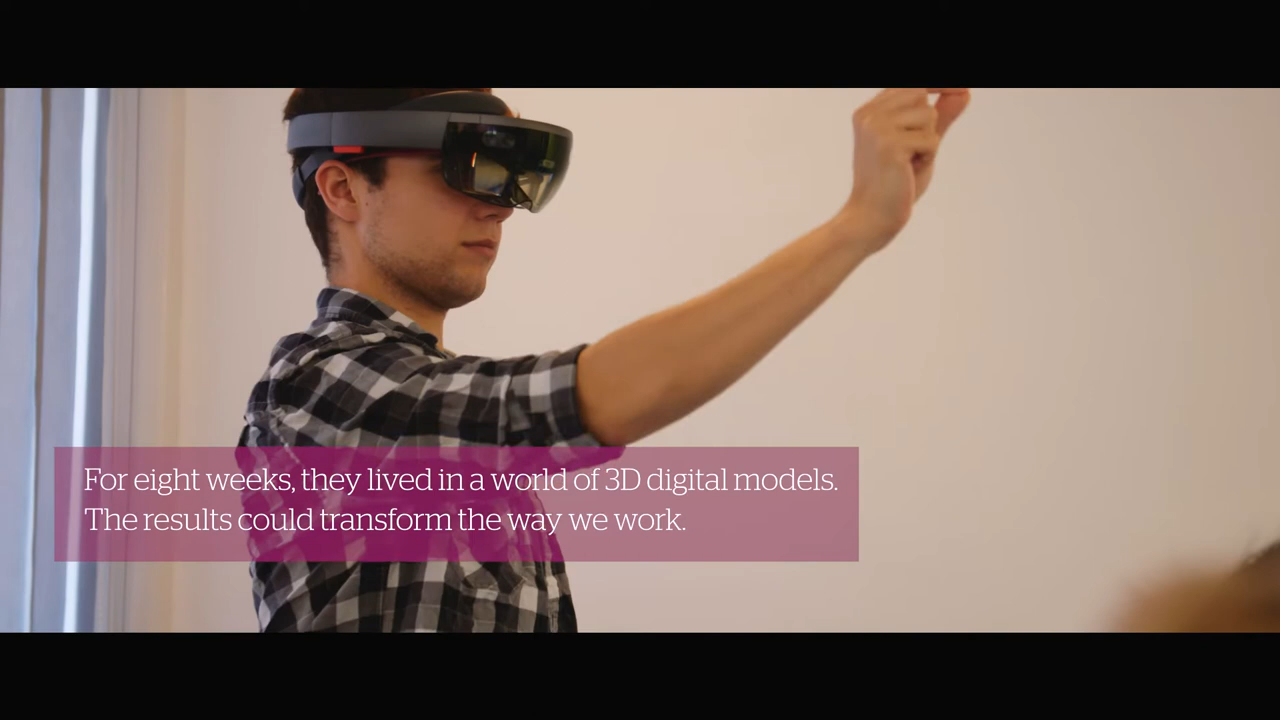 For eight weeks, they lived in a world of 3D digital models.
The results could transform the way we work.